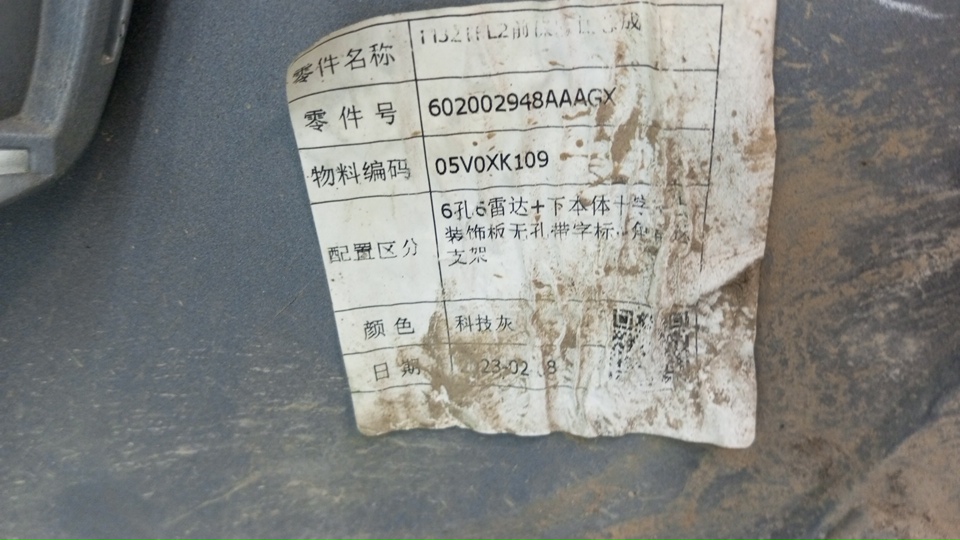 零件名称
零件号 602002948AAAGX
物料编码 05V0XK109
配置区分 6孔6雷达+下本体+
装饰板无孔带字标
支架
颜色 科技灰
日期